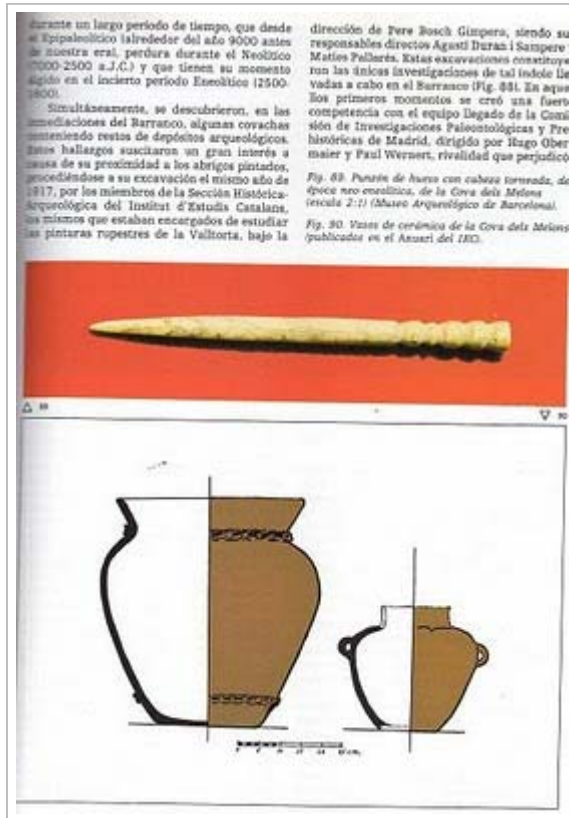 durante un largo período de tiempo, que desde
el Epipaleolítico (alrededor del año 9000 antes
de nuestra era), perdura durante el Neolítico
(7000-2500 a.J.C.) y que tienen su momento
álgido en el incierto período Eneolítico (2500-
1800).
Simultáneamente, se descubrieron, en las
inmediaciones del Barranco, algunas covachas
conteniendo restos de depósitos arqueológicos.
Estos hallazgos suscitaron un gran interés a
causa de su proximidad a los abrigos pintados,
procediéndose a su excavación el mismo año de
1917, por los miembros de la Sección Histórica-
Arqueológica del Institut d'Estudis Catalans,
los mismos que estaban encargados de estudiar
las pinturas rupestres de la Valltorta, bajo la
dirección de Pere Bosch Gimpera, siendo su
responsables directos Agustí Duran i Sampere
Maties Pallarés. Estas excavaciones constituye
ron las únicas investigaciones de tal índole lle
vadas a cabo en el Barranco (Fig. 88). En aque
llos primeros momentos se creó una fuerte
competencia con el equipo llegado de la Comi
sión de Investigaciones Paleontológicas y Pre
históricas de Madrid, dirigido por Hugo Ober
maier y Paul Wernert, rivalidad que perjudicó
Fig. 89. Punzón de hueso con cabeza torneada, de
época neo-eneolítica, de la Cova dels Melons
(escala 2:1) (Museo Arqueológico de Barcelona).
Fig. 90. Vasos de cerámica de la Cova dels Melons
(publicados en el Anuari del IEC).
△ 89
▽ 90